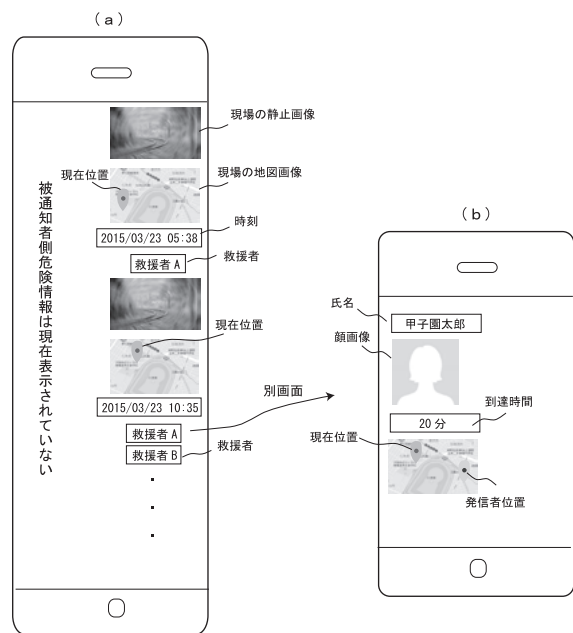 (a)
現場の静止画像
現在位置
現場の地図画像
被通知者側危険情報は現在表示されていない
2015/03/23 05:38
時刻
救援者A
救援者
現在位置
2015/03/23 10:35
救援者A
救援者B
救援者
別画面
(b)
氏名
甲子園太郎
顔画像
到達時間
20分
現在位置
発信者位置